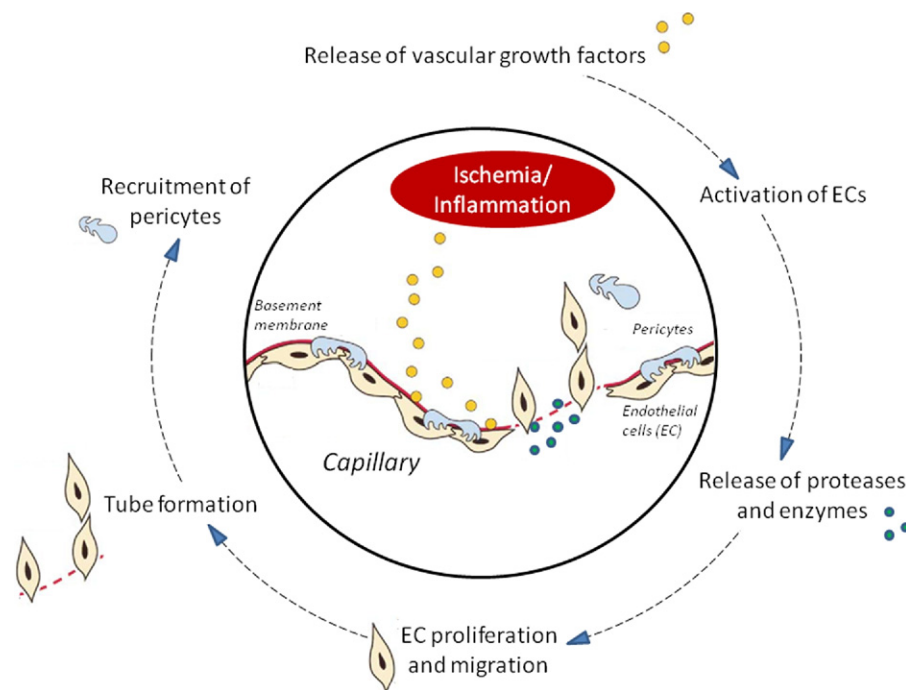 Release of vascular growth factors
Activation of ECs
Release of proteases
and enzymes
EC proliferation
and migration
Tube formation
Recruitment of
pericytes
Ischemia/
Inflammation
Basement
membrane
Pericytes
Endothelial
cells (EC)
Capillary